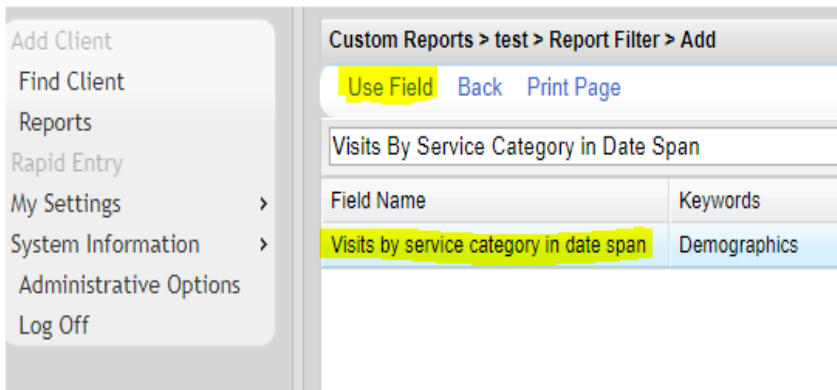 Add Client
Find Client
Reports
Rapid Entry
My Settings >
System Information >
Administrative Options
Log Off
Custom Reports > test > Report Filter > Add
Use Field Back Print Page
Visits By Service Category in Date Span
Field Name Keywords
Visits by service category in date span Demographics